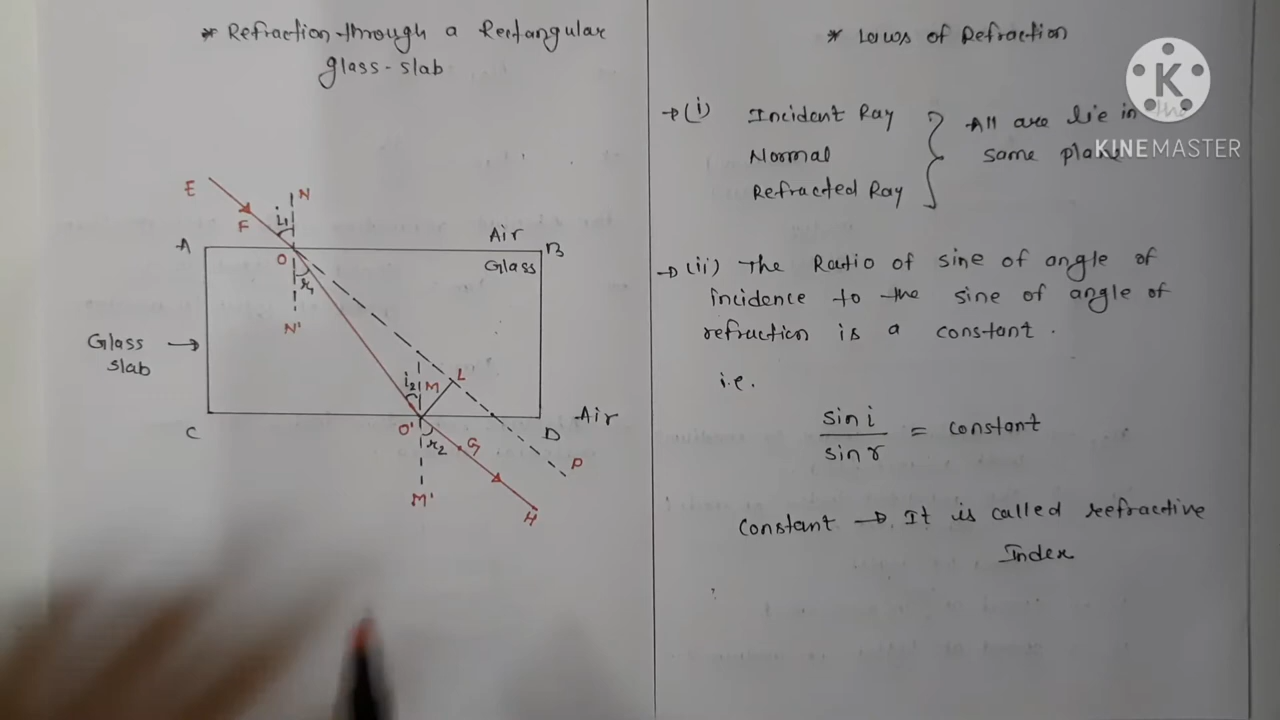 * Refraction through a Rectangular
glass-slab
E
N
i1
F
A
Air
B
O
Glass
r1
N'
Glass
slab
i2
M
L
Air
C
O'
r2
G
D
P
M'
H
* Laws of Refraction
K
KINEMASTER
→ (i) Incident Ray
Normal
Refracted Ray
All are lie in the
same plane
→ (ii) The Ratio of sine of angle of
incidence to the sine of angle of
refraction is a constant.
i.e.
sin i / sin r = constant
Constant → It is called reefractive
Index